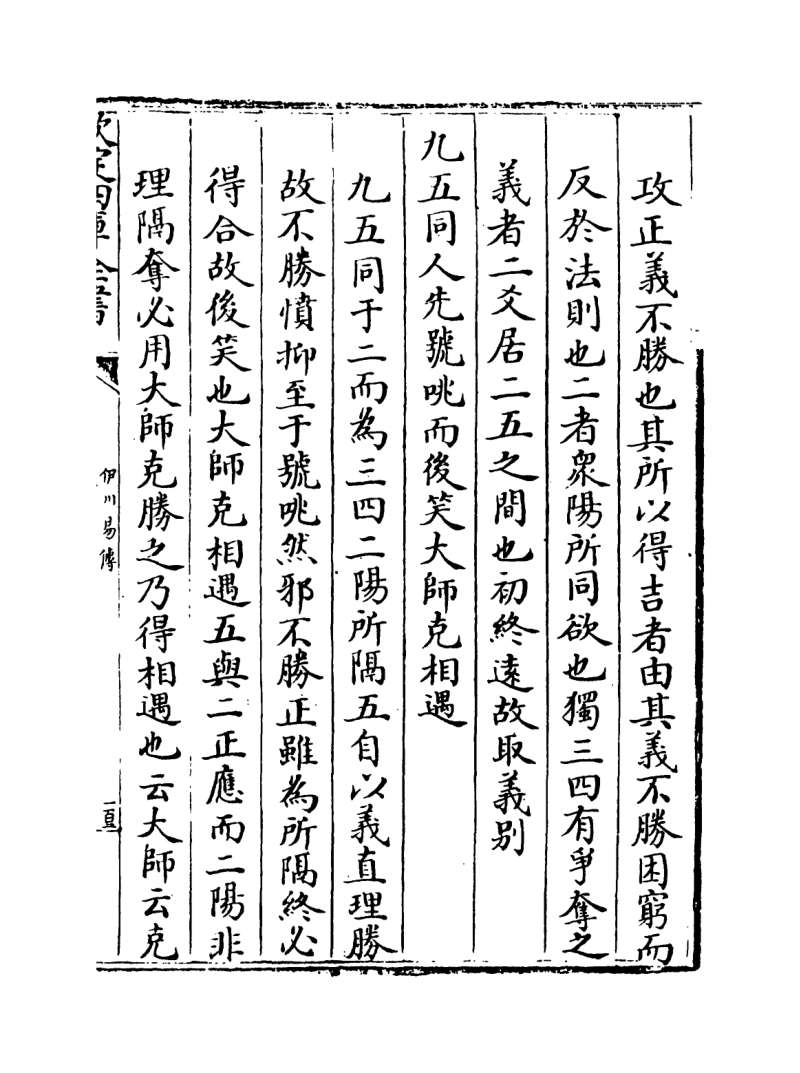 攻正義不勝也其所以得吉者由其義不勝困窮而
反於法則也二者衆陽所同欲也獨三四有爭奪之
義者二爻居二五之間也初終逺故取義别
九五同人先號咷而後笑大師克相遇
九五同于二而為三四二陽所隔五自以義直理勝
故不勝憤抑至于號咷然邪不勝正雖為所隔終必
得合故後笑也大師克相遇五與二正應而二陽非
理隔奪必用大師克勝之乃得相遇也云大師云克
欽定四庫全書
伊川易傳